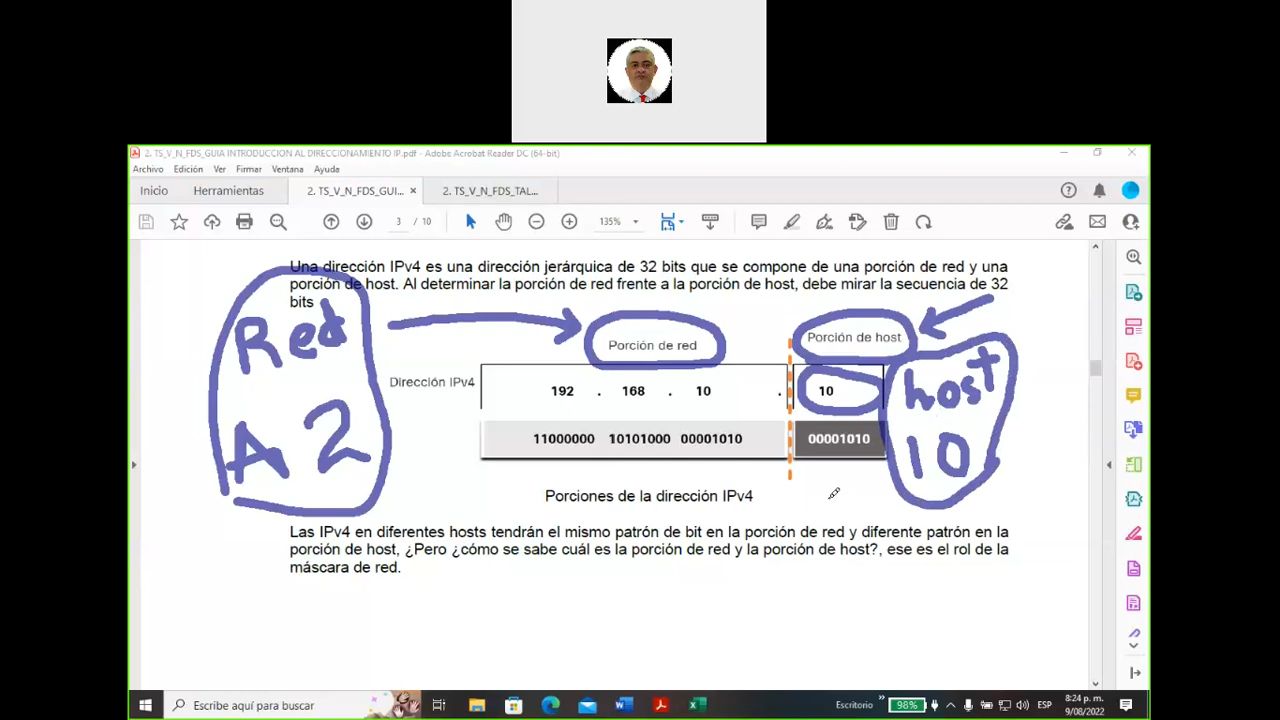 2. TS_V_N_FDS_GUIA INTRODUCCION AL DIRECCIONAMIENTO IP.pdf - Adobe Acrobat Reader DC (64-bit)
Archivo Edición Ver Firmar Ventana Ayuda
Inicio Herramientas 2. TS_V_N_FDS_GUI... × 2. TS_V_N_FDS_TAL...
3 / 10 135%
Una dirección IPv4 es una dirección jerárquica de 32 bits que se compone de una porción de red y una
porción de host. Al determinar la porción de red frente a la porción de host, debe mirar la secuencia de 32
bits
Red
A 2
Porción de red Porción de host
Dirección IPv4 192 . 168 . 10 . 10
11000000 10101000 00001010 00001010
host
10
Porciones de la dirección IPv4
Las IPv4 en diferentes hosts tendrán el mismo patrón de bit en la porción de red y diferente patrón en la
porción de host, ¿Pero ¿cómo se sabe cuál es la porción de red y la porción de host?, ese es el rol de la
máscara de red.
Escribe aquí para buscar
Escritorio » 98% ESP 8:24 p. m.
9/08/2022